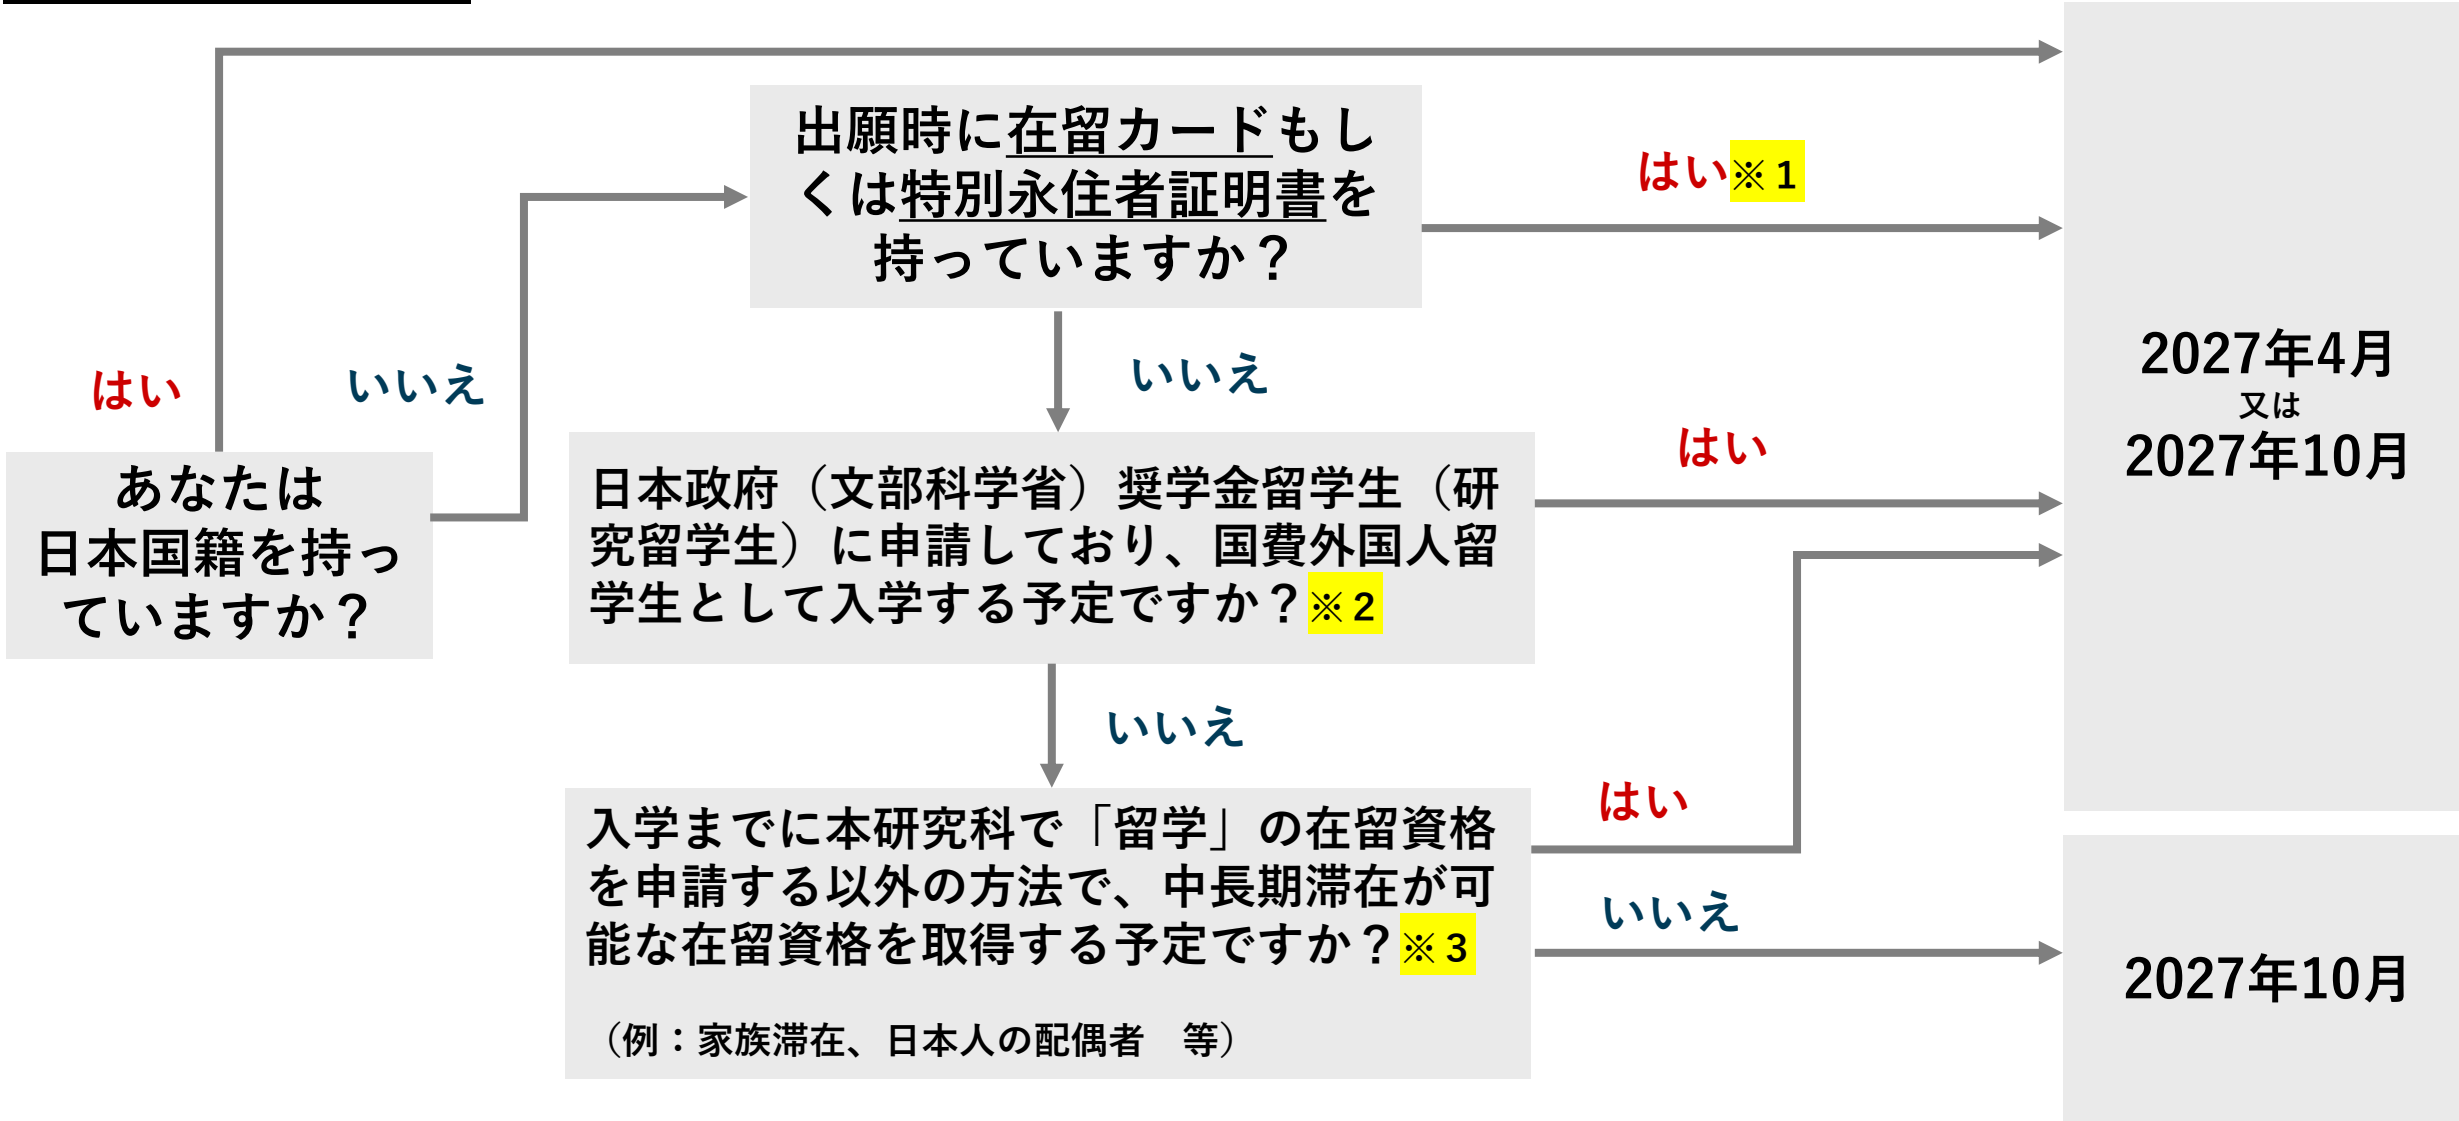 出願時に在留カードもし
くは特別永住者証明書を
持っていますか？
はい※1
はい
いいえ
いいえ
2027年4月
又は
2027年10月
あなたは
日本国籍を持っ
ていますか？
日本政府（文部科学省）奨学金留学生（研
究留学生）に申請しており、国費外国人留
学生として入学する予定ですか？※2
はい
いいえ
入学までに本研究科で「留学」の在留資格
を申請する以外の方法で、中長期滞在が可
能な在留資格を取得する予定ですか？※3
（例：家族滞在、日本人の配偶者　等）
はい
いいえ
2027年10月